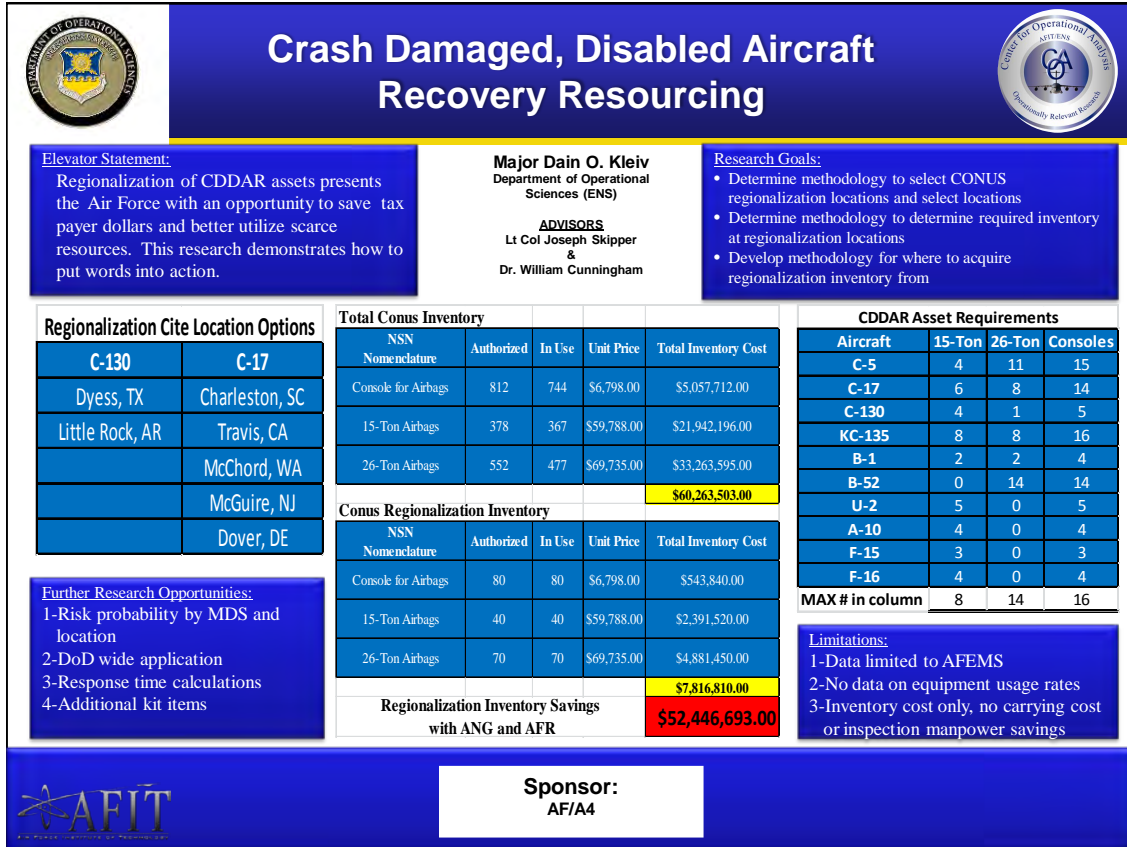 DEPARTMENT OF OPERATIONAL SCIENCES
Crash Damaged, Disabled Aircraft
Recovery Resourcing
Center for Operational Analysis
AFIT/ENS
COA
Operationally Relevant Research
Elevator Statement:
Regionalization of CDDAR assets presents
the Air Force with an opportunity to save tax
payer dollars and better utilize scarce
resources. This research demonstrates how to
put words into action.
Major Dain O. Kleiv
Department of Operational
Sciences (ENS)
ADVISORS
Lt Col Joseph Skipper
&
Dr. William Cunningham
Research Goals:
• Determine methodology to select CONUS
regionalization locations and select locations
• Determine methodology to determine required inventory
at regionalization locations
• Develop methodology for where to acquire
regionalization inventory from
Regionalization Cite Location Options
C-130 C-17
Dyess, TX Charleston, SC
Little Rock, AR Travis, CA
McChord, WA
McGuire, NJ
Dover, DE
Total Conus Inventory
NSN
Nomenclature Authorized In Use Unit Price Total Inventory Cost
Console for Airbags 812 744 $6,798.00 $5,057,712.00
15-Ton Airbags 378 367 $59,788.00 $21,942,196.00
26-Ton Airbags 552 477 $69,735.00 $33,263,595.00
$60,263,503.00
Conus Regionalization Inventory
NSN
Nomenclature Authorized In Use Unit Price Total Inventory Cost
Console for Airbags 80 80 $6,798.00 $543,840.00
15-Ton Airbags 40 40 $59,788.00 $2,391,520.00
26-Ton Airbags 70 70 $69,735.00 $4,881,450.00
$7,816,810.00
Regionalization Inventory Savings
with ANG and AFR $52,446,693.00
CDDAR Asset Requirements
Aircraft 15-Ton 26-Ton Consoles
C-5 4 11 15
C-17 6 8 14
C-130 4 1 5
KC-135 8 8 16
B-1 2 2 4
B-52 0 14 14
U-2 5 0 5
A-10 4 0 4
F-15 3 0 3
F-16 4 0 4
MAX # in column 8 14 16
Further Research Opportunities:
1-Risk probability by MDS and
location
2-DoD wide application
3-Response time calculations
4-Additional kit items
Limitations:
1-Data limited to AFEMS
2-No data on equipment usage rates
3-Inventory cost only, no carrying cost
or inspection manpower savings
AFIT
AIR FORCE INSTITUTE OF TECHNOLOGY
Sponsor:
AF/A4